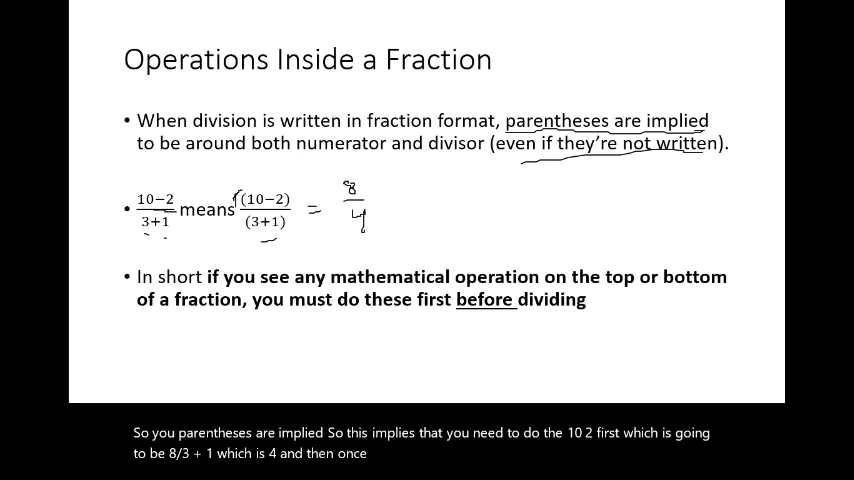 Operations Inside a Fraction
• When division is written in fraction format, parentheses are implied
to be around both numerator and divisor (even if they're not written).
• 10−2/3+1 means (10−2)/(3+1) = 8/4
• In short if you see any mathematical operation on the top or bottom
of a fraction, you must do these first before dividing
So you parentheses are implied So this implies that you need to do the 10 2 first which is going
to be 8/3 + 1 which is 4 and then once